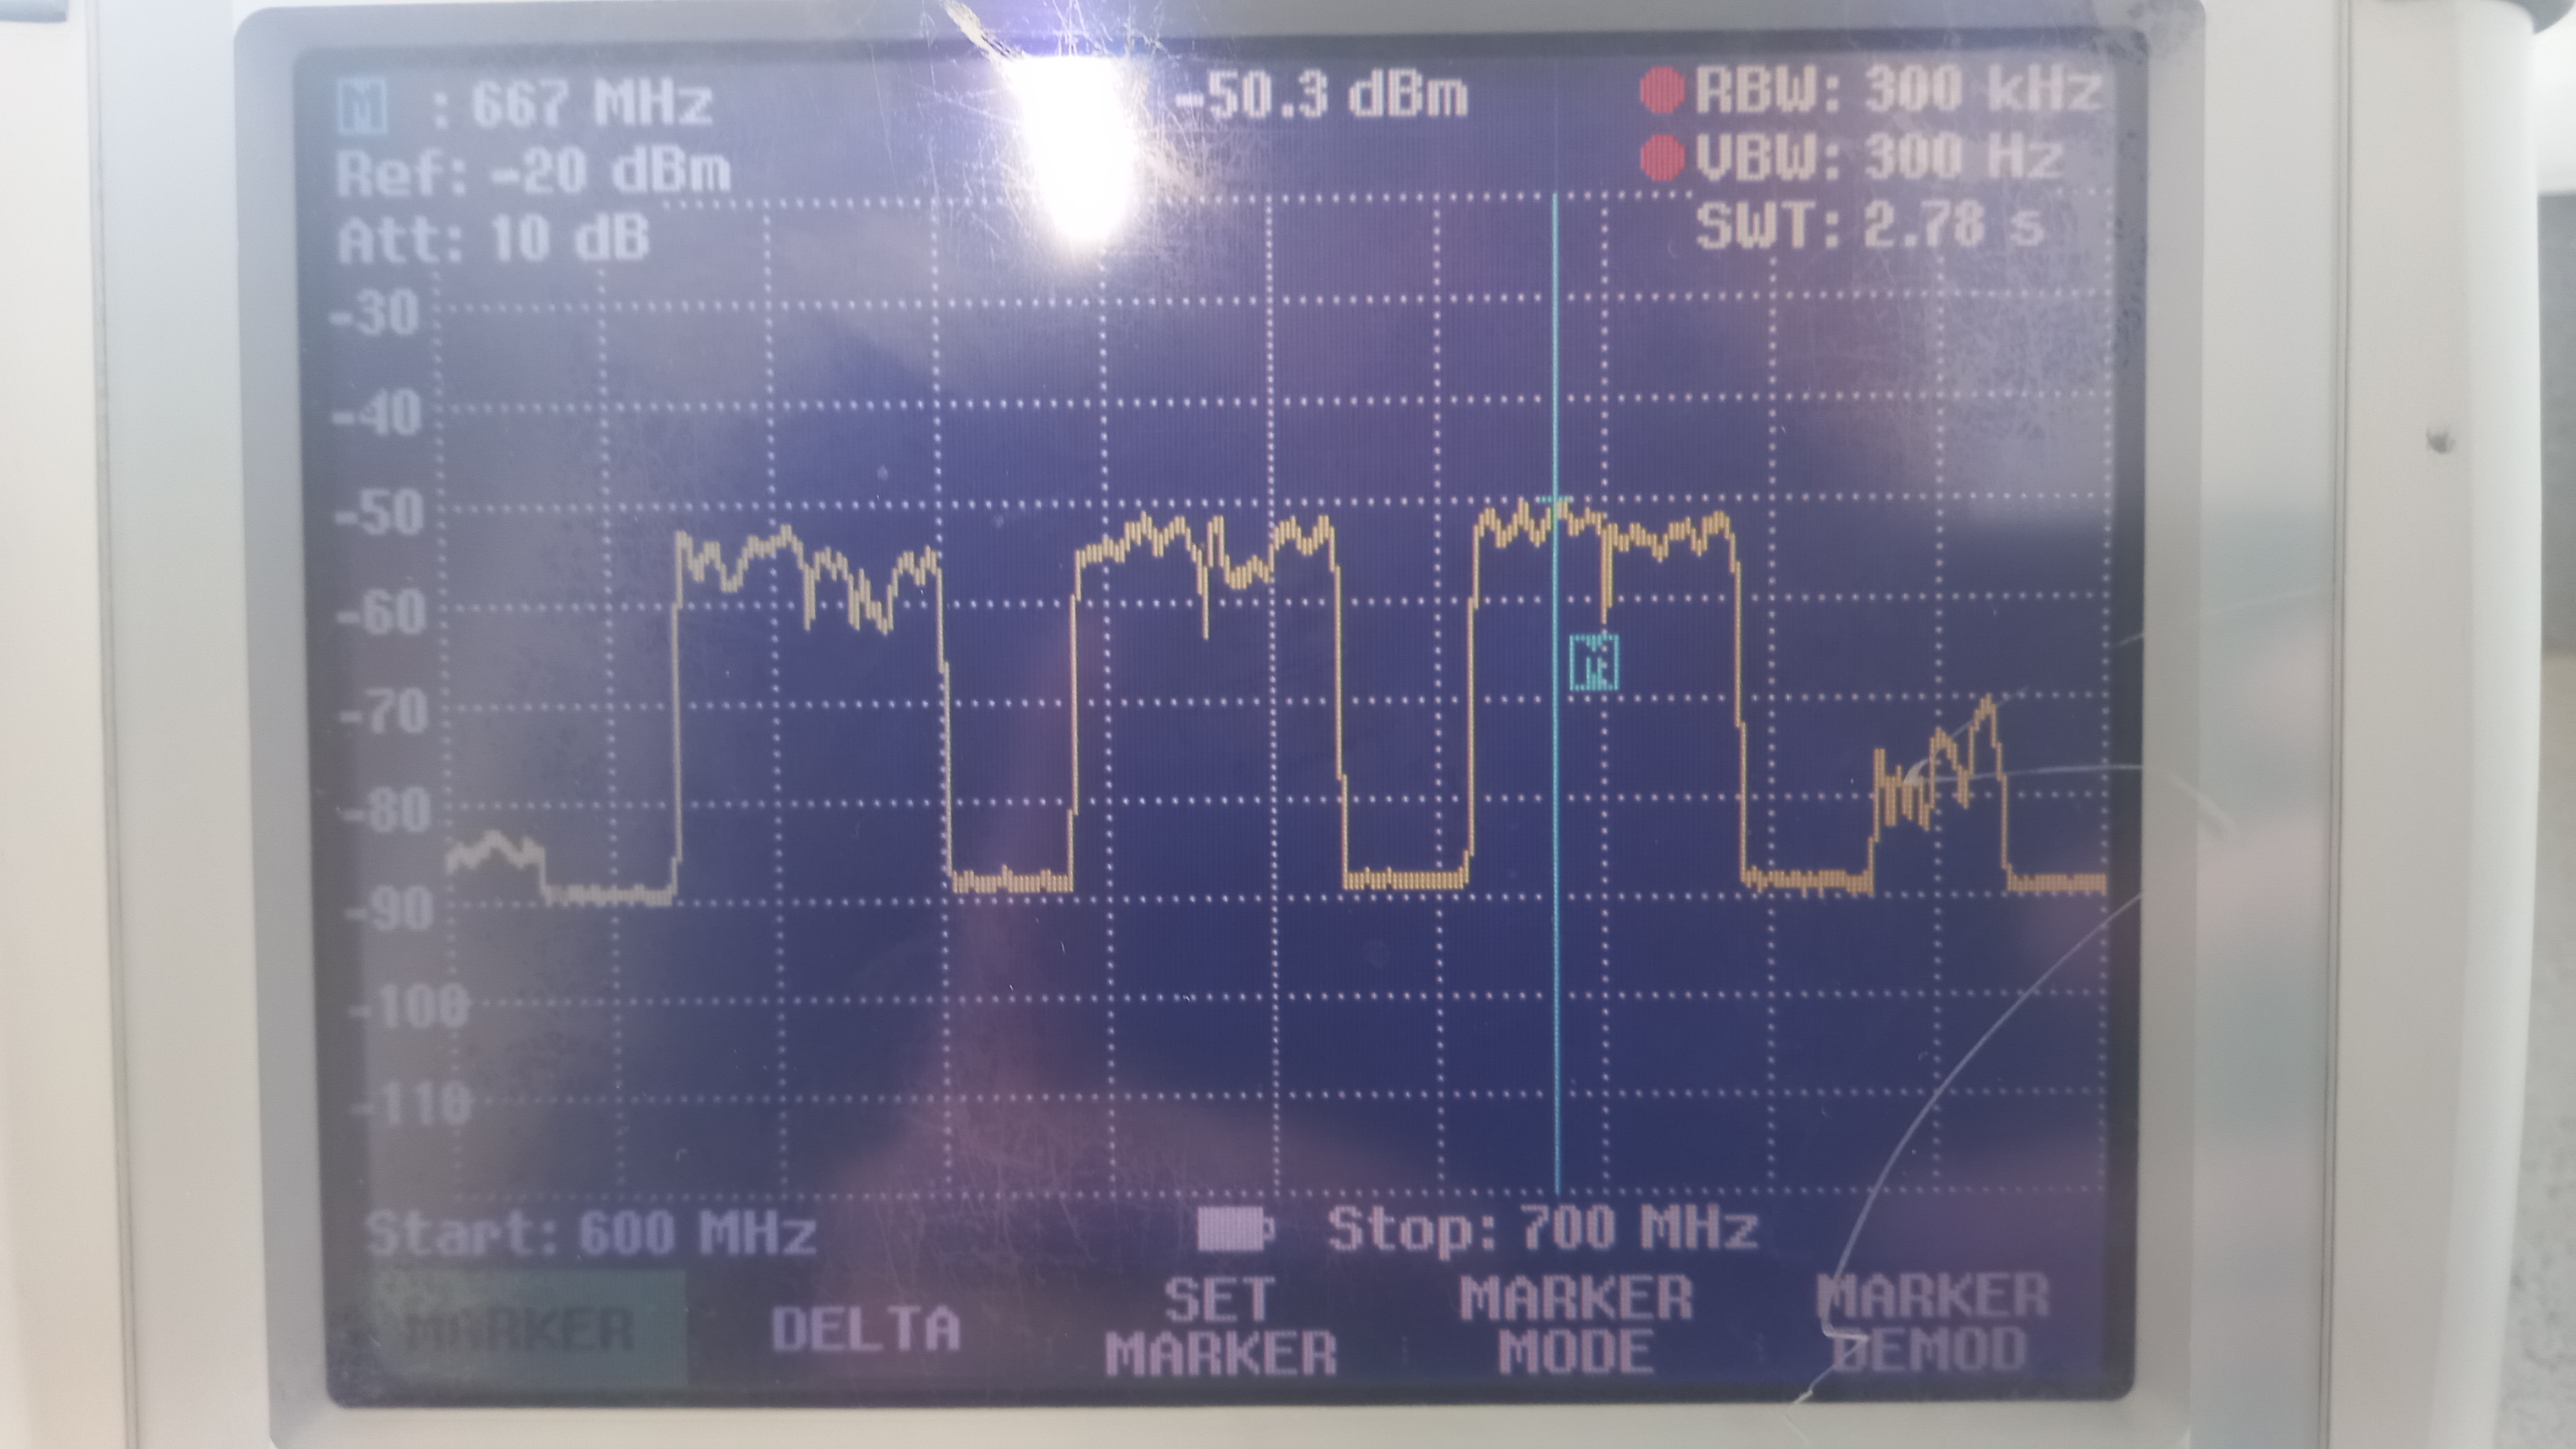 M : 667 MHz -50.3 dBm RBW: 300 kHz
Ref: -20 dBm VBW: 300 Hz
Att: 10 dB SWT: 2.78 s
-30
-40
-50
-60
M
-70
-80
-90
-100
-110
Start: 600 MHz Stop: 700 MHz
MARKER DELTA SET MARKER MARKER MODE MARKER DEMOD